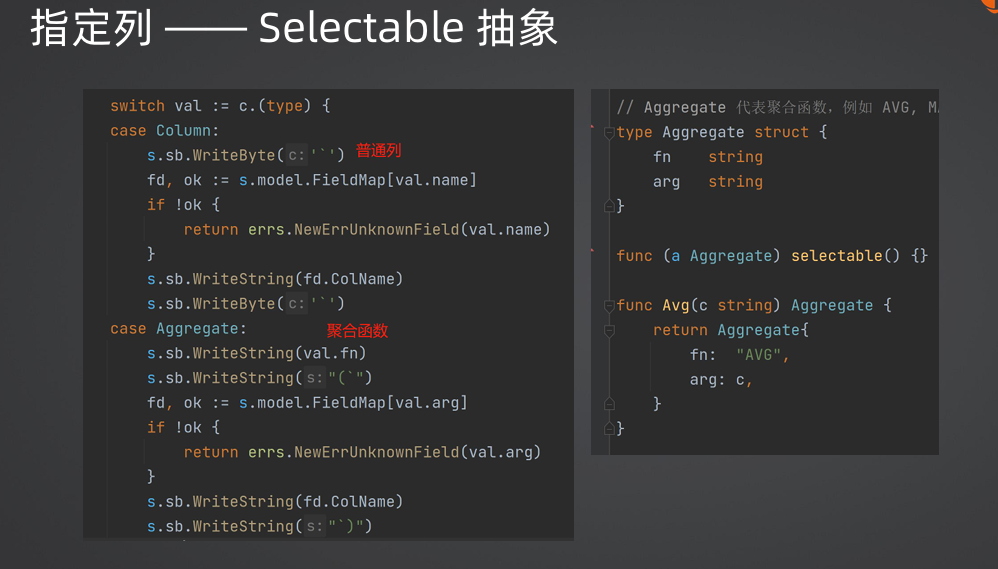 指定列 —— Selectable 抽象
switch val := c.(type) {
case Column:
s.sb.WriteByte( c: '`') 普通列
fd, ok := s.model.FieldMap[val.name]
if !ok {
return errs.NewErrUnknownField(val.name)
}
s.sb.WriteString(fd.ColName)
s.sb.WriteByte( c: '`')
case Aggregate: 聚合函数
s.sb.WriteString(val.fn)
s.sb.WriteString( s: "(`")
fd, ok := s.model.FieldMap[val.arg]
if !ok {
return errs.NewErrUnknownField(val.arg)
}
s.sb.WriteString(fd.ColName)
s.sb.WriteString( s: "`)")
// Aggregate 代表聚合函数，例如 AVG,
type Aggregate struct {
fn string
arg string
}
func (a Aggregate) selectable() {}
func Avg(c string) Aggregate {
return Aggregate{
fn: "AVG",
arg: c,
}
}